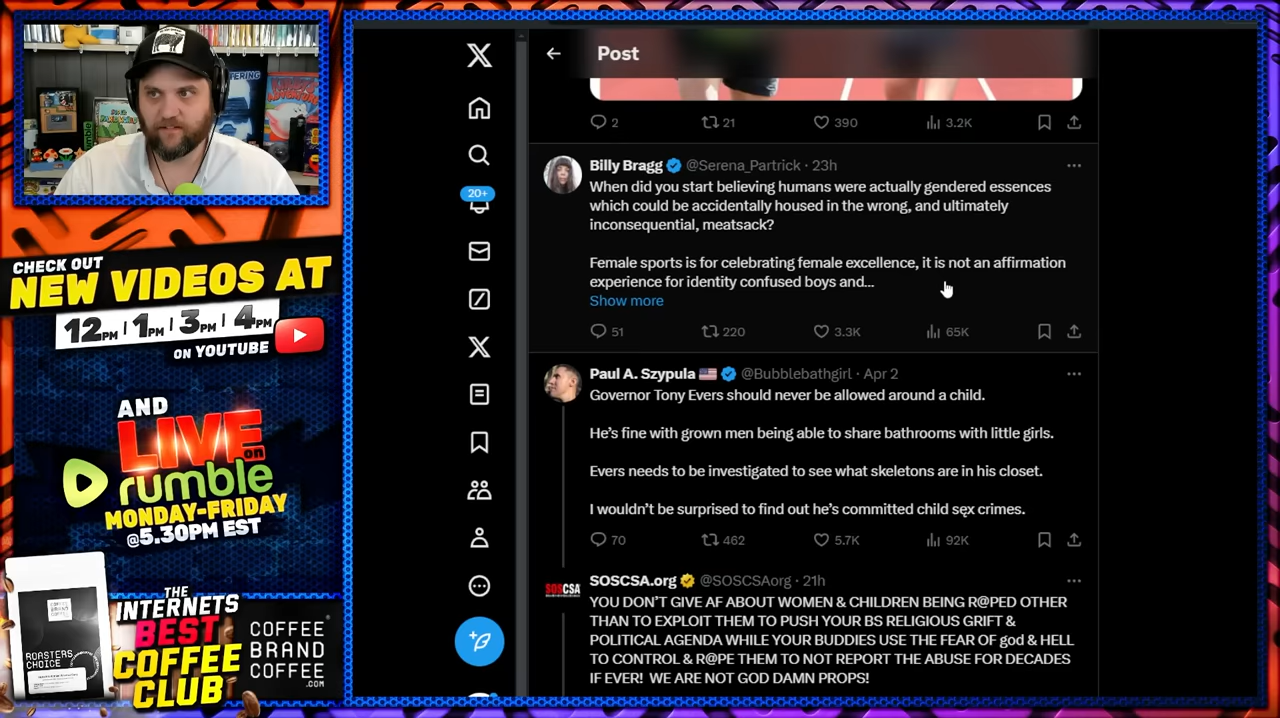 CHECK OUT
NEW VIDEOS AT
12PM | 1PM | 3PM | 4PM
ON YOUTUBE
AND
LIVE on
rumble
MONDAY-FRIDAY
@5.30PM EST
THE
INTERNETS
BEST
COFFEE
CLUB
COFFEE
BRAND
COFFEE
.COM
ROASTERS
CHOICE
20+
Post
2 21 390 3.2K
Billy Bragg @Serena_Partrick · 23h
When did you start believing humans were actually gendered essences
which could be accidentally housed in the wrong, and ultimately
inconsequential, meatsack?
Female sports is for celebrating female excellence, it is not an affirmation
experience for identity confused boys and...
Show more
51 220 3.3K 65K
Paul A. Szypula 🇺🇸 @Bubblebathgirl · Apr 2
Governor Tony Evers should never be allowed around a child.
He’s fine with grown men being able to share bathrooms with little girls.
Evers needs to be investigated to see what skeletons are in his closet.
I wouldn’t be surprised to find out he’s committed child sęx crimes.
70 462 5.7K 92K
SOSCSA
SOSCSA.org @SOSCSAorg · 21h
YOU DON’T GIVE AF ABOUT WOMEN & CHILDREN BEING R@PED OTHER
THAN TO EXPLOIT THEM TO PUSH YOUR BS RELIGIOUS GRIFT &
POLITICAL AGENDA WHILE YOUR BUDDIES USE THE FEAR OF god & HELL
TO CONTROL & R@PE THEM TO NOT REPORT THE ABUSE FOR DECADES
IF EVER! WE ARE NOT GOD DAMN PROPS!